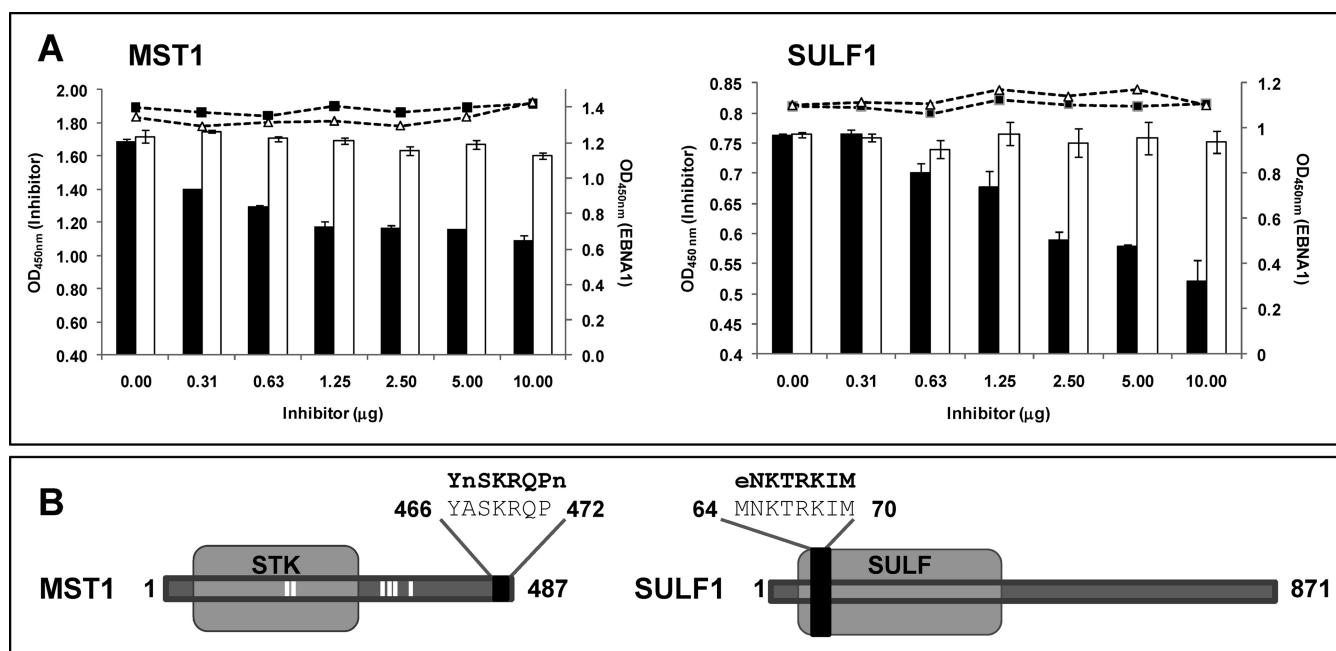 A
MST1
SULF1
OD450nm (Inhibitor)
2.00
1.80
1.60
1.40
1.20
1.00
1.80
0.60
0.40
1.4
1.2
1.0
0.8
0.6
0.4
0.2
0.0
OD450nm (EBNA1)
0.00 0.31 0.63 1.25 2.50 5.00 10.00
Inhibitor (µg)
OD450 nm (Inhibitor)
0.85
0.8
0.75
0.7
0.65
0.6
0.55
0.5
0.45
0.4
1.2
1
0.8
0.6
0.4
0.2
0
OD450nm (EBNA1)
0.00 0.31 0.63 1.25 2.50 5.00 10.00
Inhibitor (µg)
B
YnSKRQPn
466 YASKRQP 472
STK
MST1 1 487
eNKTRKIM
64 MNKTRKIM 70
SULF
SULF1 1 871